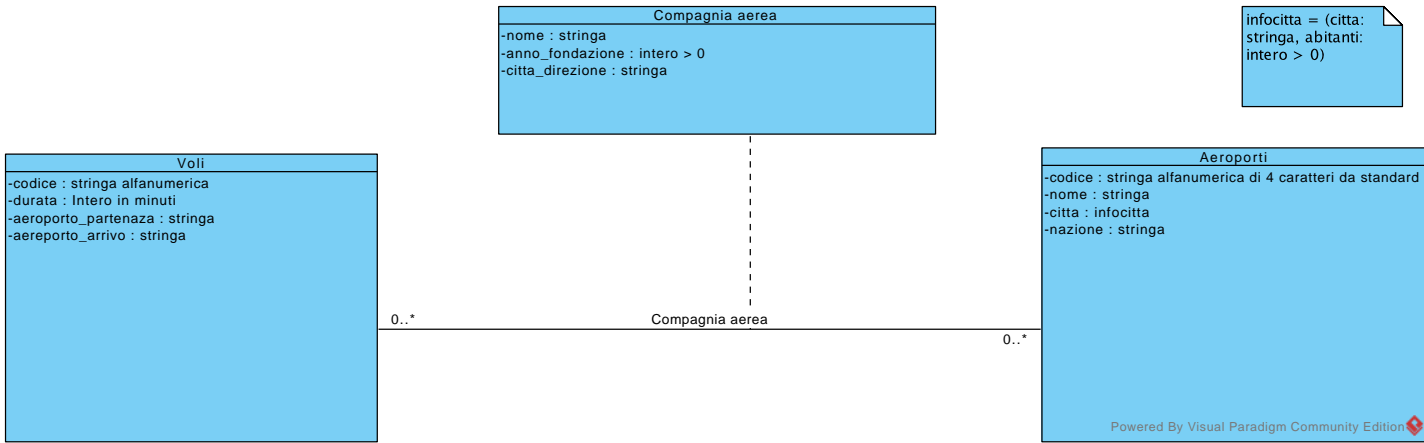 Compagnia aerea
-nome : stringa
-anno_fondazione : intero > 0
-citta_direzione : stringa
infocitta = (citta:
stringa, abitanti:
intero > 0)
Voli
-codice : stringa alfanumerica
-durata : Intero in minuti
-aeroporto_partenaza : stringa
-aereporto_arrivo : stringa
Aeroporti
-codice : stringa alfanumerica di 4 caratteri da standard
-nome : stringa
-citta : infocitta
-nazione : stringa
0..*
Compagnia aerea
0..*
Powered By Visual Paradigm Community Edition